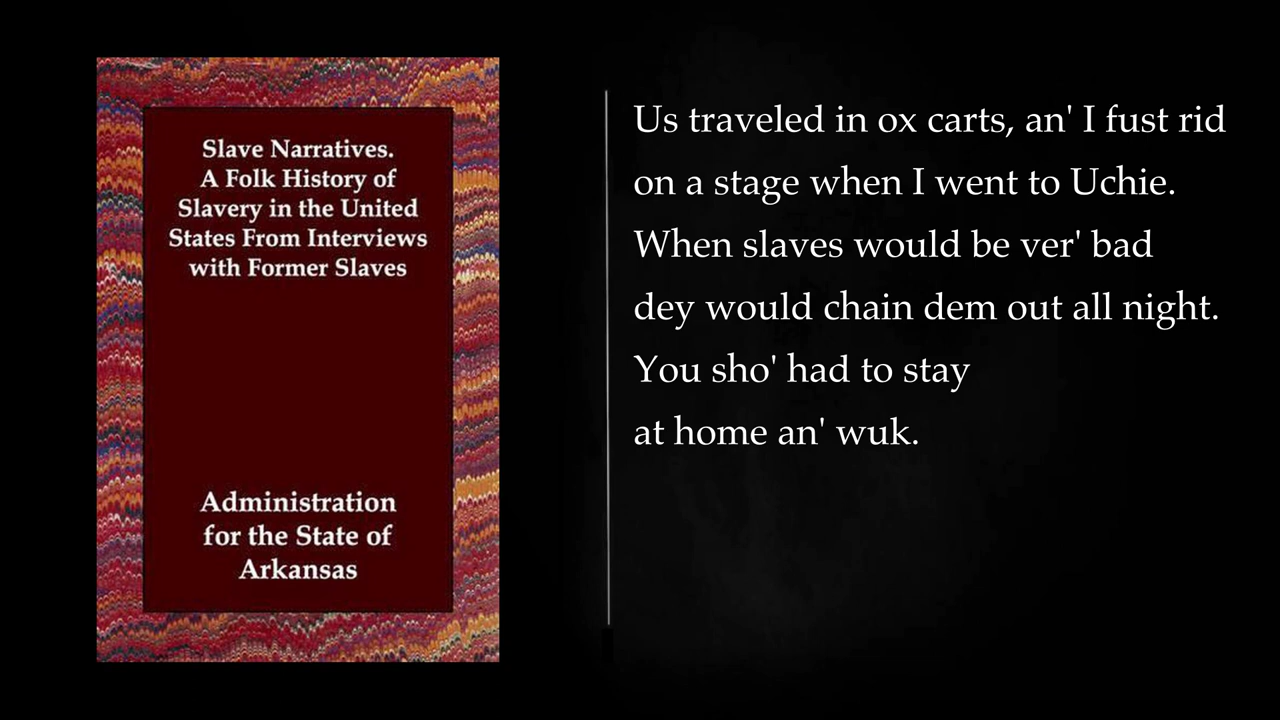 Slave Narratives.
A Folk History of
Slavery in the United
States From Interviews
with Former Slaves
Administration
for the State of
Arkansas
Us traveled in ox carts, an' I fust rid
on a stage when I went to Uchie.
When slaves would be ver' bad
dey would chain dem out all night.
You sho' had to stay
at home an' wuk.